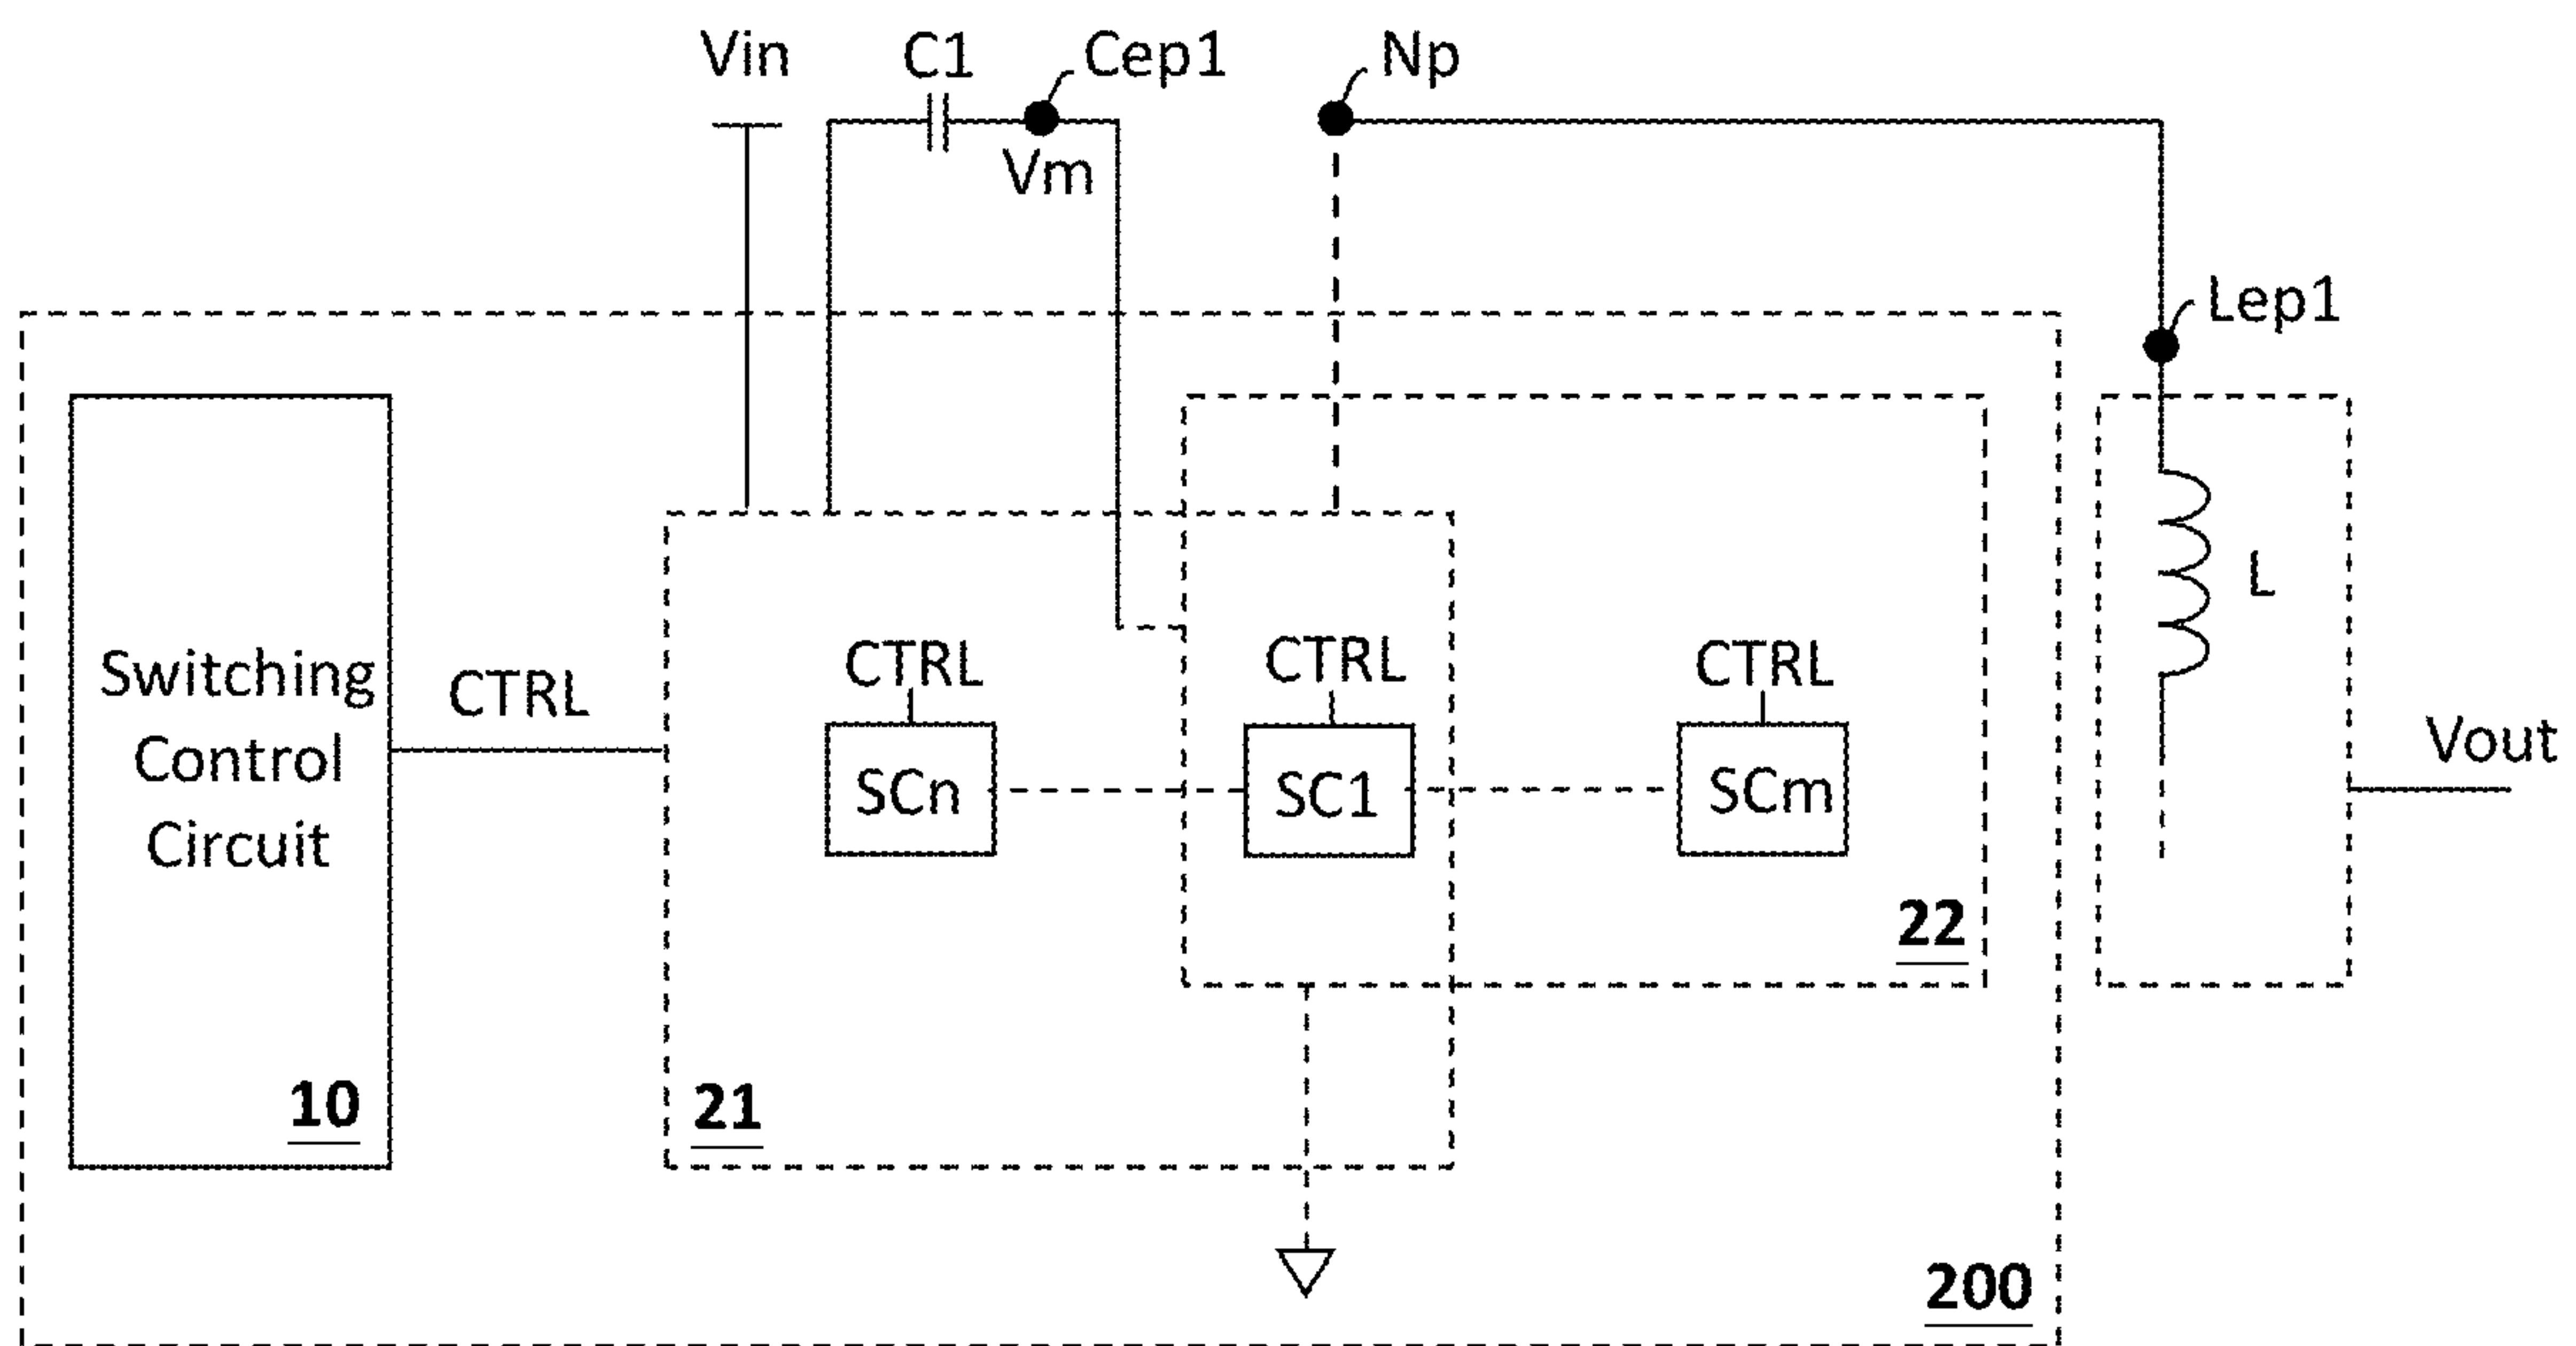 Vin
C1
Cep1
Np
Vm
Lep1
L
CTRL
CTRL
CTRL
Switching
Control
Circuit
CTRL
SCn
SC1
SCm
Vout
22
10
21
200